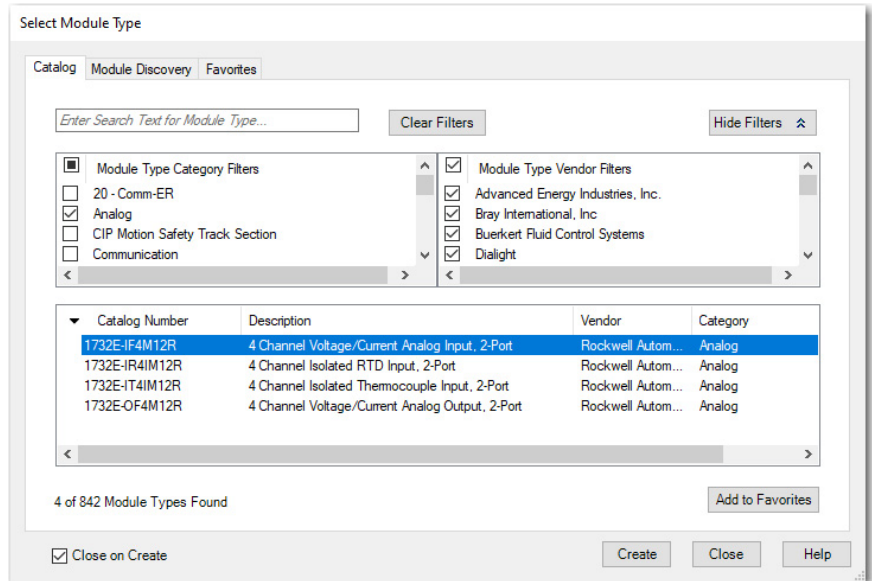 Select Module Type
Catalog Module Discovery Favorites
Enter Search Text for Module Type... Clear Filters Hide Filters
Module Type Category Filters Module Type Vendor Filters
20 - Comm-ER Advanced Energy Industries, Inc.
Analog Bray International, Inc
CIP Motion Safety Track Section Buerkert Fluid Control Systems
Communication Dialight
Catalog Number Description Vendor Category
1732E-IF4M12R 4 Channel Voltage/Current Analog Input, 2-Port Rockwell Autom... Analog
1732E-IR4IM12R 4 Channel Isolated RTD Input, 2-Port Rockwell Autom... Analog
1732E-IT4IM12R 4 Channel Isolated Thermocouple Input, 2-Port Rockwell Autom... Analog
1732E-OF4M12R 4 Channel Voltage/Current Analog Output, 2-Port Rockwell Autom... Analog
4 of 842 Module Types Found Add to Favorites
Close on Create Create Close Help